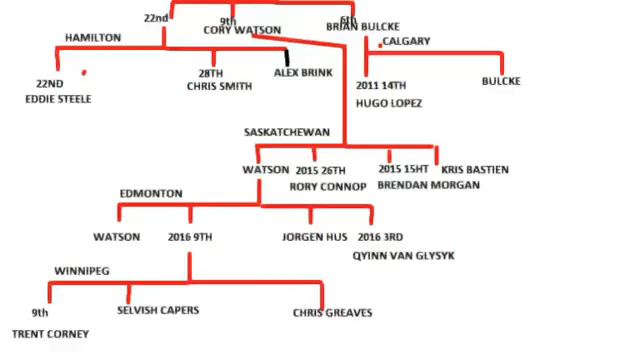 22nd
9th
6th
CORY WATSON
BRIAN BULCKE
HAMILTON
CALGARY
22ND
EDDIE STEELE
28TH
CHRIS SMITH
ALEX BRINK
2011 14TH
HUGO LOPEZ
BULCKE
SASKATCHEWAN
WATSON
2015 26TH
RORY CONNOP
2015 15HT
BRENDAN MORGAN
KRIS BASTIEN
EDMONTON
WATSON
2016 9TH
JORGEN HUS
2016 3RD
QYINN VAN GLYSYK
WINNIPEG
9th
TRENT CORNEY
SELVISH CAPERS
CHRIS GREAVES